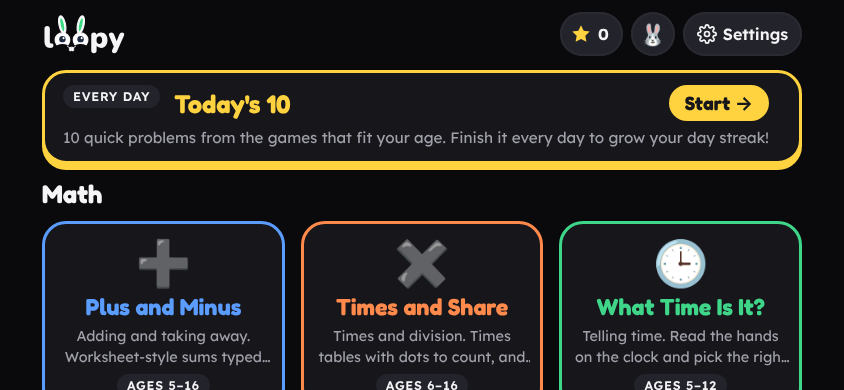 loopy
0
Settings
EVERY DAY
Today's 10
Start →
10 quick problems from the games that fit your age. Finish it every day to grow your day streak!
Math
Plus and Minus
Adding and taking away.
Worksheet-style sums typed…
AGES 5–16
Times and Share
Times and division. Times
tables with dots to count, and…
AGES 6–16
What Time Is It?
Telling time. Read the hands
on the clock and pick the righ…
AGES 5–12